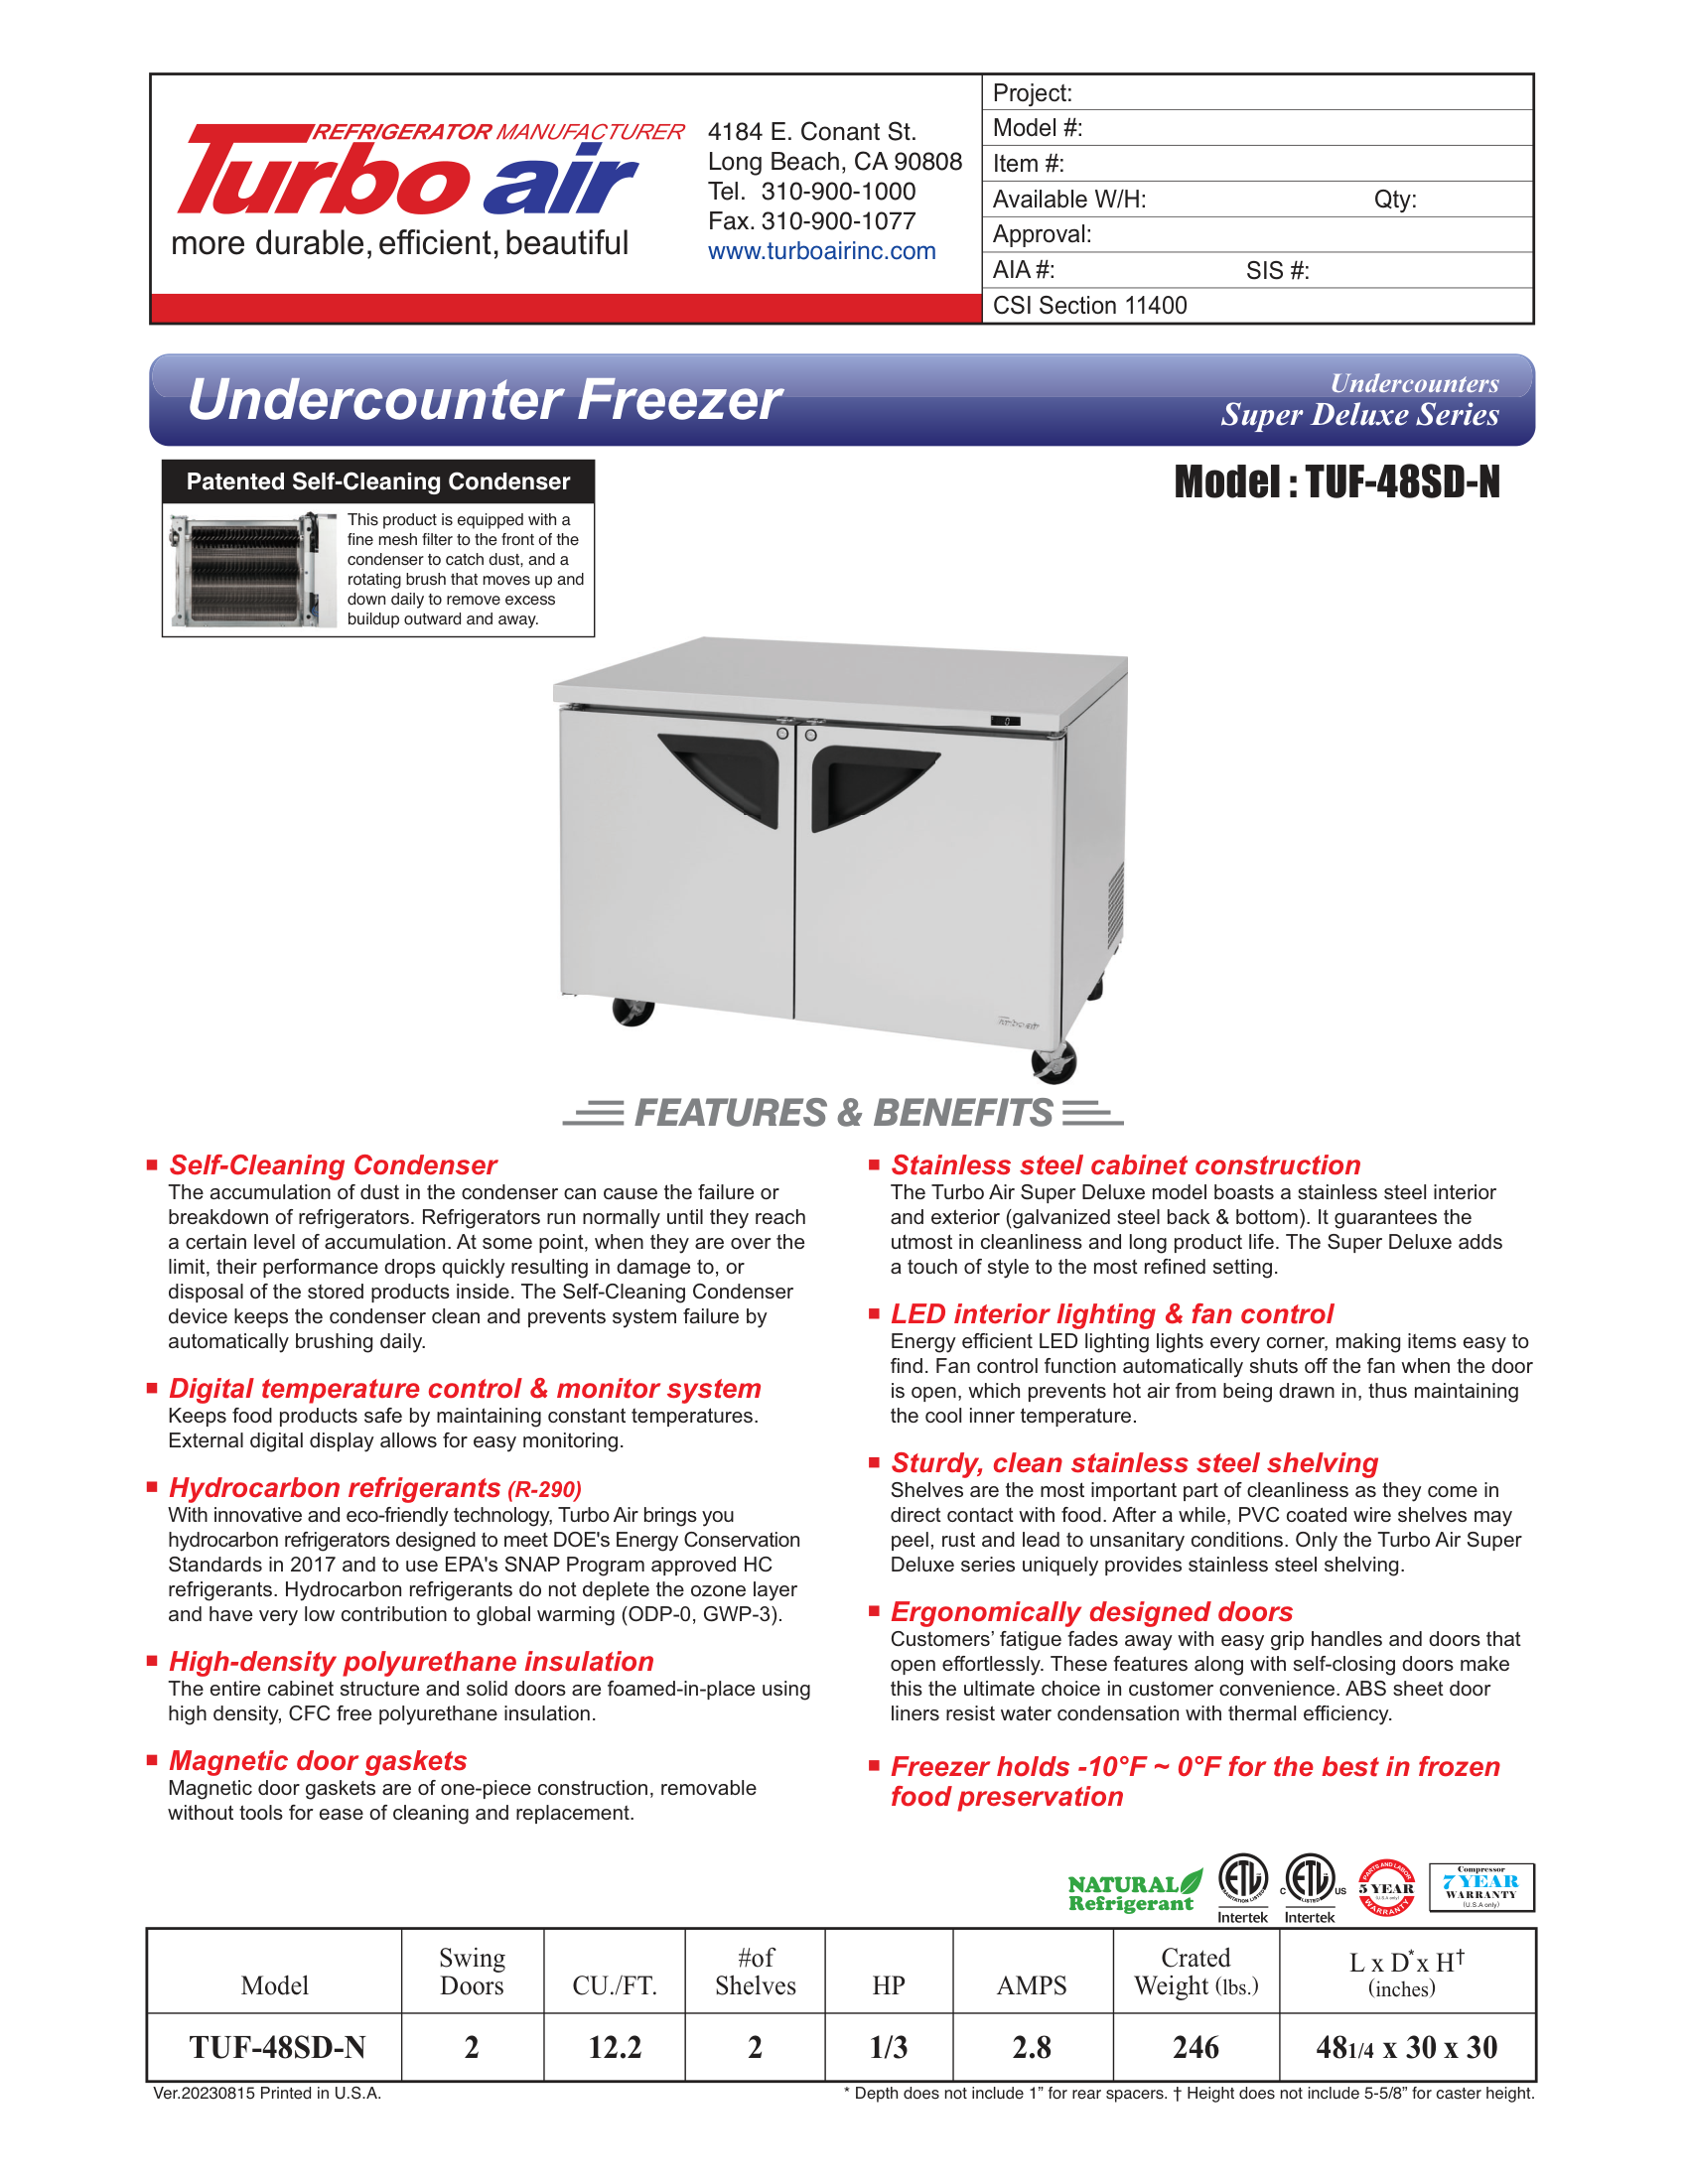 REFRIGERATOR MANUFACTURER
Turbo air
more durable, efficient, beautiful
4184 E. Conant St.
Long Beach, CA 90808
Tel. 310-900-1000
Fax. 310-900-1077
www.turboairinc.com
Project:
Model #:
Item #:
Available W/H: Qty:
Approval:
AIA #: SIS #:
CSI Section 11400
Undercounter Freezer
Undercounters
Super Deluxe Series
Patented Self-Cleaning Condenser
This product is equipped with a
fine mesh filter to the front of the
condenser to catch dust, and a
rotating brush that moves up and
down daily to remove excess
buildup outward and away.
Model : TUF-48SD-N
Turbo air
FEATURES & BENEFITS
■ Self-Cleaning Condenser
The accumulation of dust in the condenser can cause the failure or
breakdown of refrigerators. Refrigerators run normally until they reach
a certain level of accumulation. At some point, when they are over the
limit, their performance drops quickly resulting in damage to, or
disposal of the stored products inside. The Self-Cleaning Condenser
device keeps the condenser clean and prevents system failure by
automatically brushing daily.
■ Digital temperature control & monitor system
Keeps food products safe by maintaining constant temperatures.
External digital display allows for easy monitoring.
■ Hydrocarbon refrigerants (R-290)
With innovative and eco-friendly technology, Turbo Air brings you
hydrocarbon refrigerators designed to meet DOE's Energy Conservation
Standards in 2017 and to use EPA's SNAP Program approved HC
refrigerants. Hydrocarbon refrigerants do not deplete the ozone layer
and have very low contribution to global warming (ODP-0, GWP-3).
■ High-density polyurethane insulation
The entire cabinet structure and solid doors are foamed-in-place using
high density, CFC free polyurethane insulation.
■ Magnetic door gaskets
Magnetic door gaskets are of one-piece construction, removable
without tools for ease of cleaning and replacement.
■ Stainless steel cabinet construction
The Turbo Air Super Deluxe model boasts a stainless steel interior
and exterior (galvanized steel back & bottom). It guarantees the
utmost in cleanliness and long product life. The Super Deluxe adds
a touch of style to the most refined setting.
■ LED interior lighting & fan control
Energy efficient LED lighting lights every corner, making items easy to
find. Fan control function automatically shuts off the fan when the door
is open, which prevents hot air from being drawn in, thus maintaining
the cool inner temperature.
■ Sturdy, clean stainless steel shelving
Shelves are the most important part of cleanliness as they come in
direct contact with food. After a while, PVC coated wire shelves may
peel, rust and lead to unsanitary conditions. Only the Turbo Air Super
Deluxe series uniquely provides stainless steel shelving.
■ Ergonomically designed doors
Customers’ fatigue fades away with easy grip handles and doors that
open effortlessly. These features along with self-closing doors make
this the ultimate choice in customer convenience. ABS sheet door
liners resist water condensation with thermal efficiency.
■ Freezer holds -10°F ~ 0°F for the best in frozen
food preservation
NATURAL
Refrigerant
ETL
SANITATION LISTED
Intertek
C ETL US
LISTED
Intertek
PARTS AND LABOR
5 YEAR
(U.S.A only)
WARRANTY
Compressor
7 YEAR
WARRANTY
(U.S.A only)
Model Swing Doors CU./FT. #of Shelves HP AMPS Crated Weight (lbs.) L x D* x H† (inches)
TUF-48SD-N 2 12.2 2 1/3 2.8 246 481/4 x 30 x 30
Ver.20230815 Printed in U.S.A.
* Depth does not include 1” for rear spacers. † Height does not include 5-5/8” for caster height.